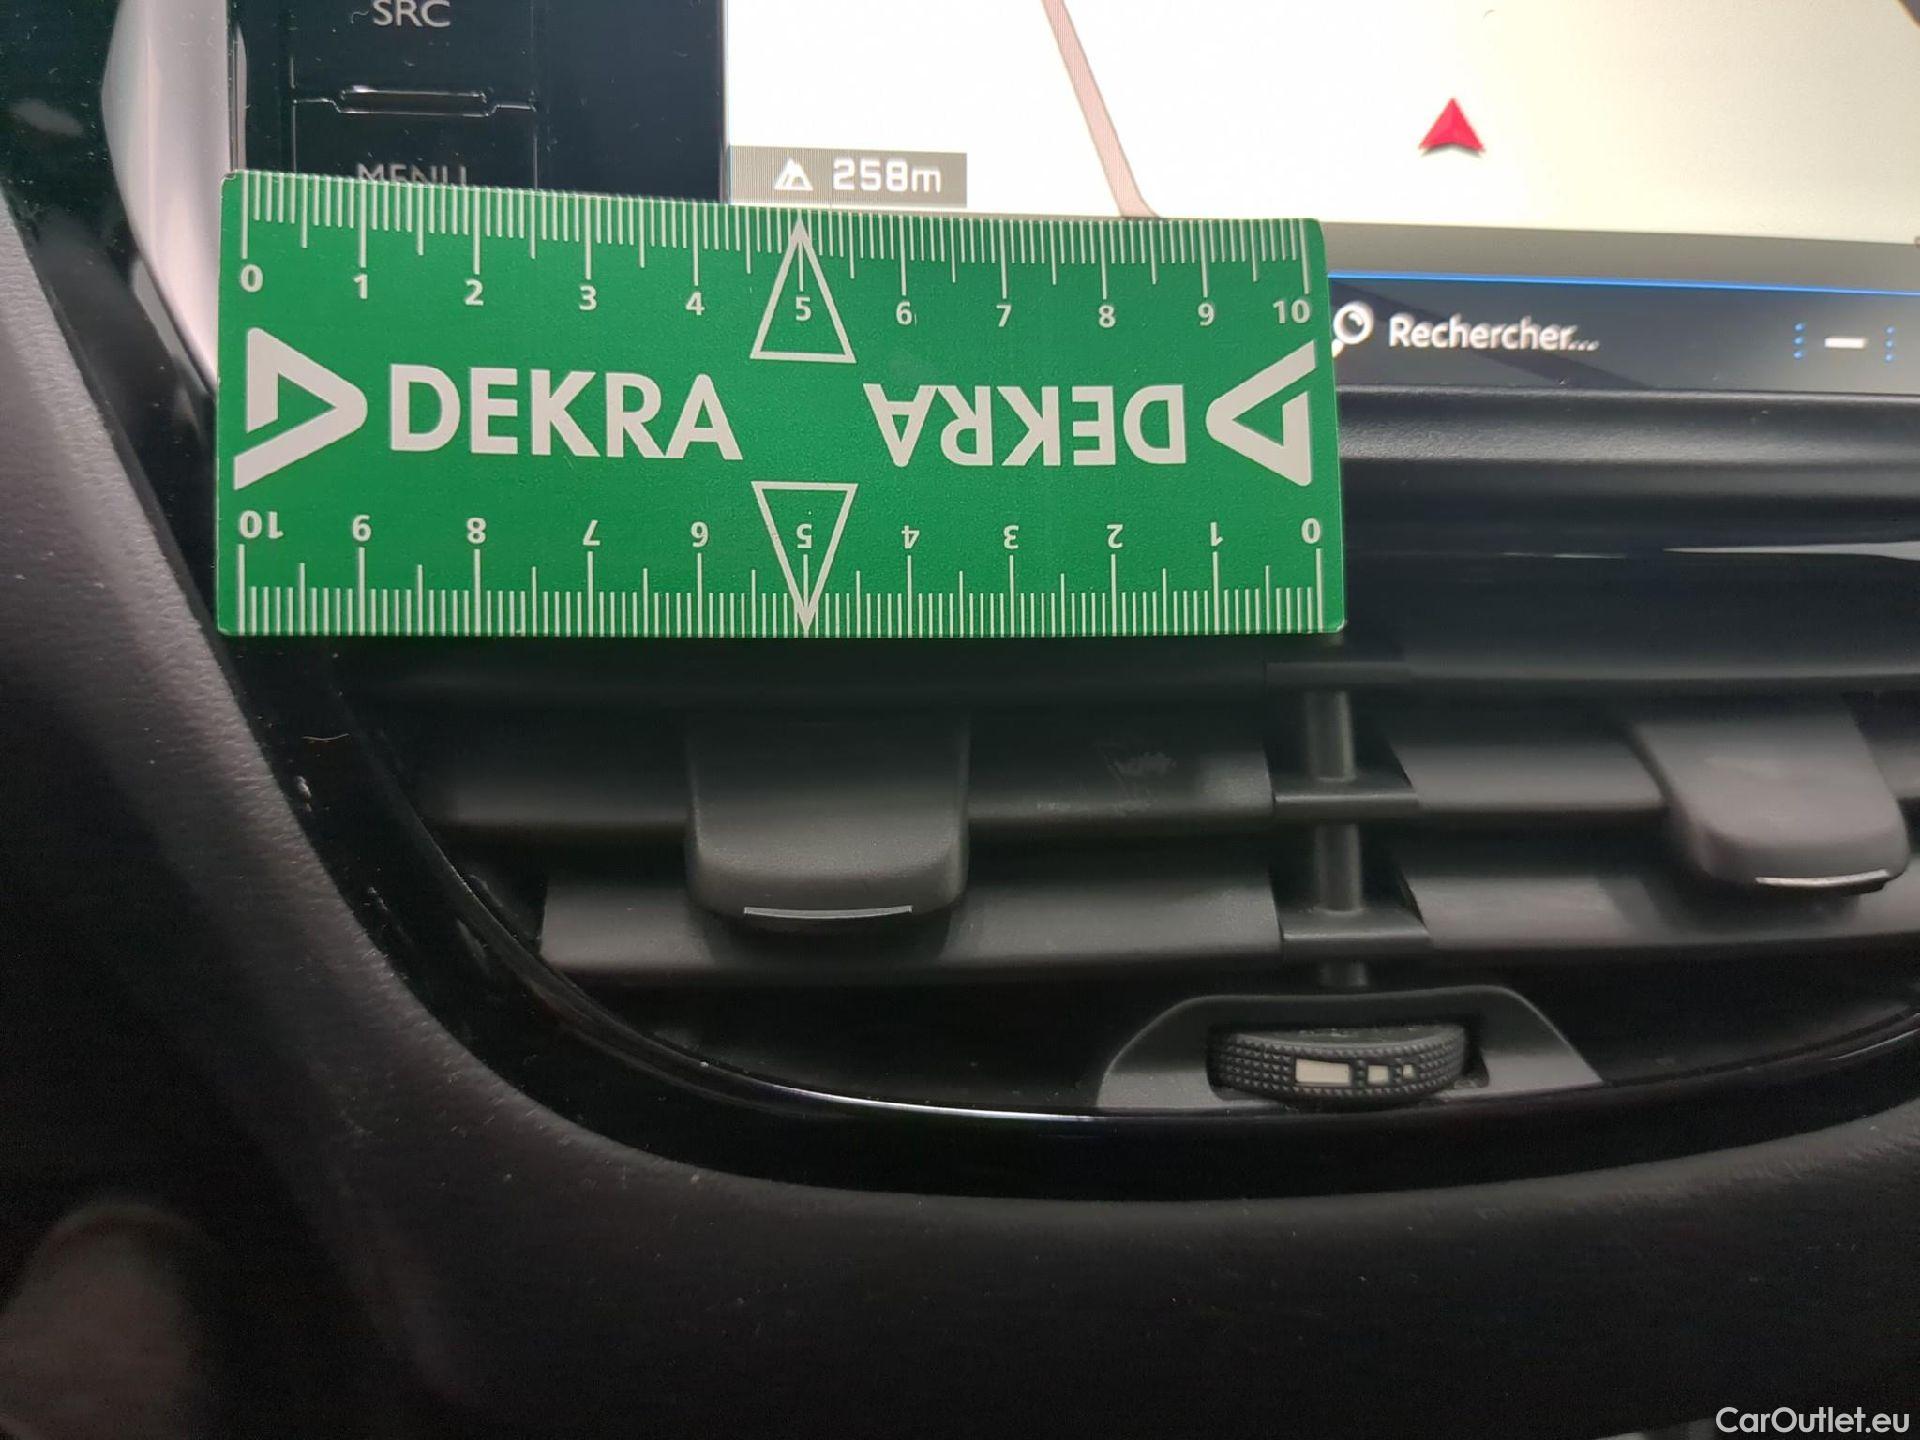 SRC
MENU
258m
0 1 2 3 4 5 6 7 8 9 10
Rechercher...
DEKRA DEKRA
10 9 8 7 6 5 4 3 2 1 0
CarOutlet.eu